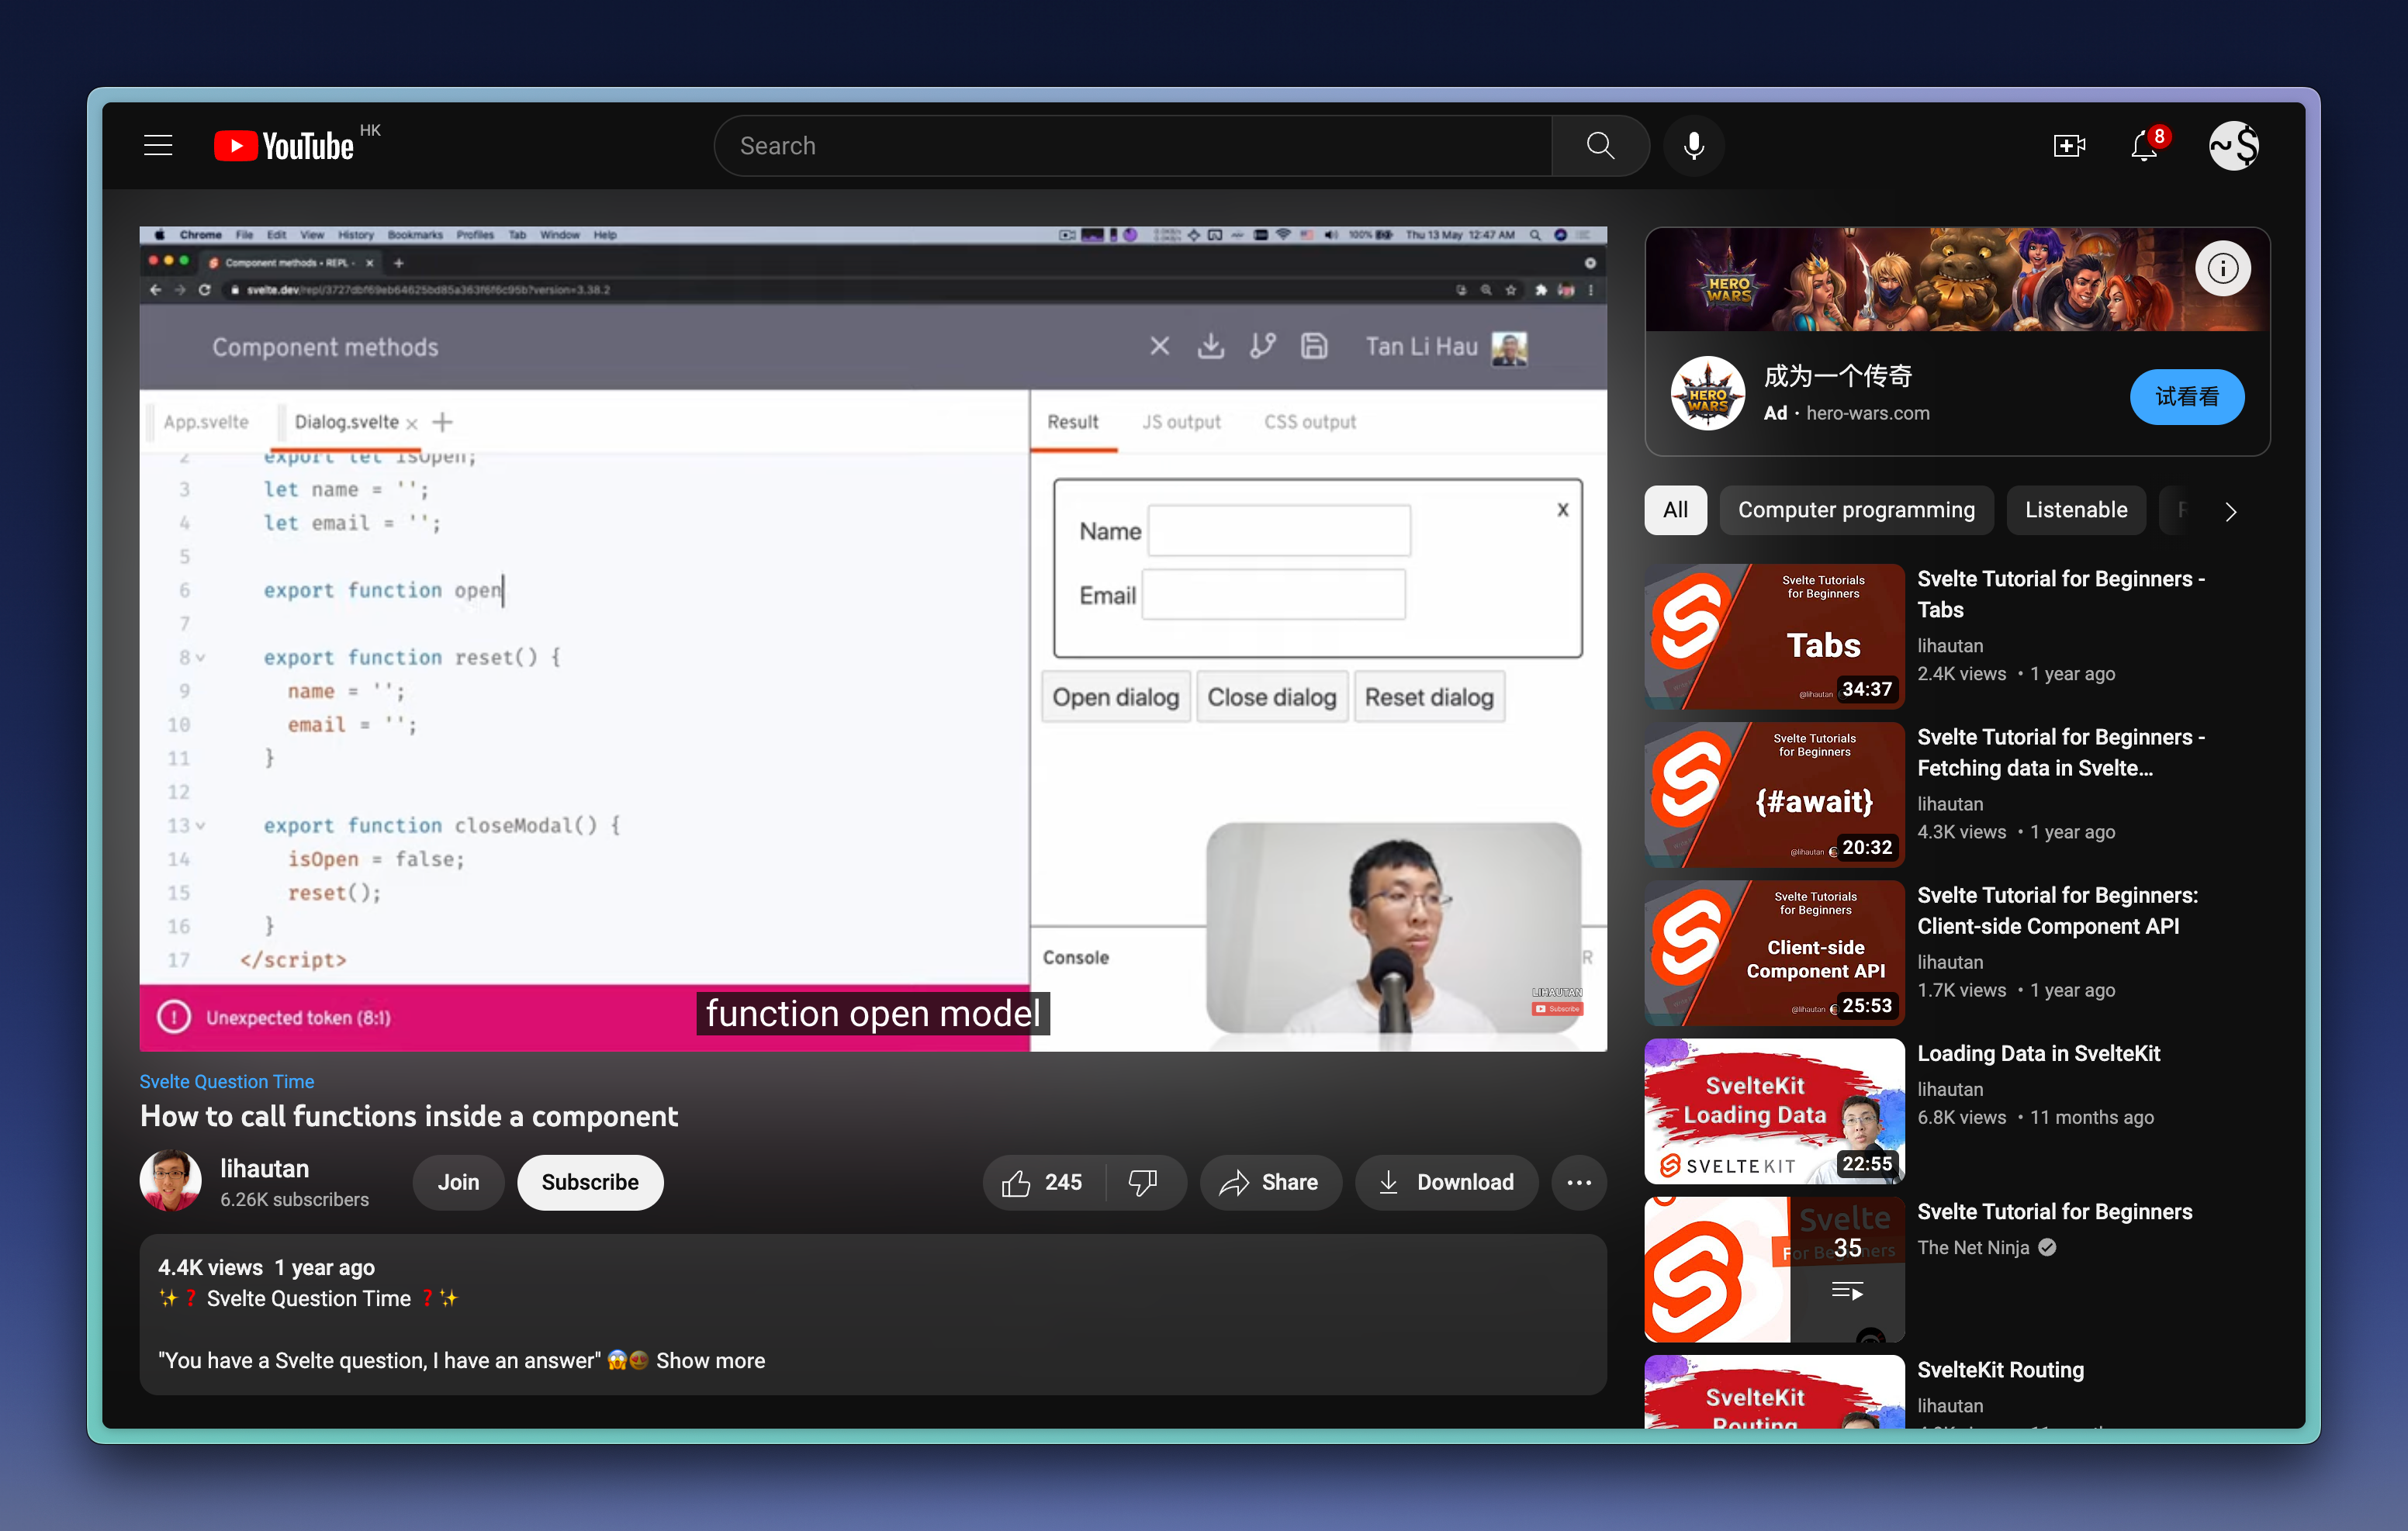 YouTube HK
Search
8
~$
Chrome File Edit View History Bookmarks Profiles Tab Window Help
100% Thu 13 May 12:47 AM
Component methods • REPL •
svelte.dev/repl/3727dbf69eb64625bd85a363f6f6c95b?version=3.38.2
Component methods
Tan Li Hau
App.svelte
Dialog.svelte × +
2 export let isOpen;
3 let name = '';
4 let email = '';
5
6 export function open
7
8 export function reset() {
9 name = '';
10 email = '';
11 }
12
13 export function closeModal() {
14 isOpen = false;
15 reset();
16 }
17 </script>
Unexpected token (8:1)
Result JS output CSS output
x
Name
Email
Open dialog Close dialog Reset dialog
Console
LIHAUTAN
Subscribe
function open model
Svelte Question Time
How to call functions inside a component
lihautan
6.26K subscribers
Join
Subscribe
245
Share
Download
4.4K views 1 year ago
✨❓ Svelte Question Time ❓✨
"You have a Svelte question, I have an answer" 😱😍 Show more
HERO
WARS
HERO
WARS
成为一个传奇
Ad · hero-wars.com
试看看
All
Computer programming
Listenable
Svelte Tutorials
for Beginners
Tabs
@lihautan
34:37
Svelte Tutorial for Beginners -
Tabs
lihautan
2.4K views • 1 year ago
Svelte Tutorials
for Beginners
{#await}
@lihautan
20:32
Svelte Tutorial for Beginners -
Fetching data in Svelte...
lihautan
4.3K views • 1 year ago
Svelte Tutorials
for Beginners
Client-side
Component API
@lihautan
25:53
Svelte Tutorial for Beginners:
Client-side Component API
lihautan
1.7K views • 1 year ago
SvelteKit
Loading Data
SVELTE KIT
22:55
Loading Data in SvelteKit
lihautan
6.8K views • 11 months ago
Svelte
For Beginners
35
Svelte Tutorial for Beginners
The Net Ninja
SvelteKit
Routing
SvelteKit Routing
lihautan